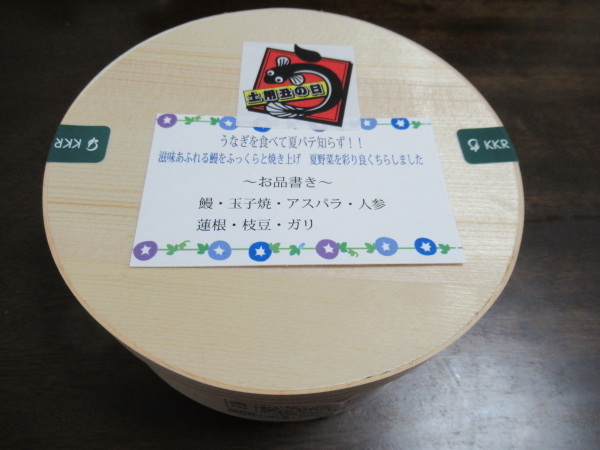 土用丑の日
うなぎを食べて夏バテ知らず！！
滋味あふれる鰻をふっくらと焼き上げ　夏野菜を彩り良くちらしました
～お品書き～
鰻・玉子焼・アスパラ・人参
蓮根・枝豆・ガリ
KKR
KKR